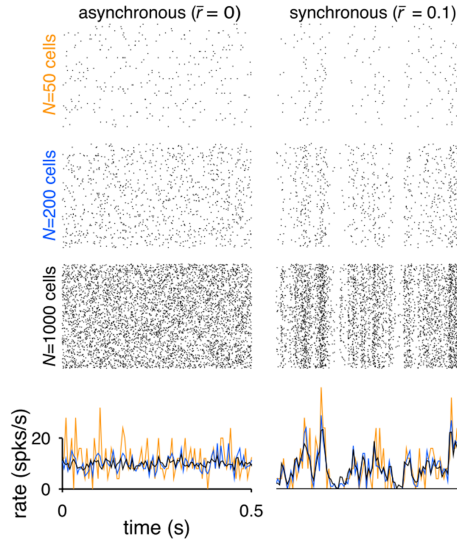 asynchronous (r̄ = 0)
synchronous (r̄ = 0.1)
N=50 cells
N=200 cells
N=1000 cells
rate (spks/s)
20
0
0
0.5
time (s)